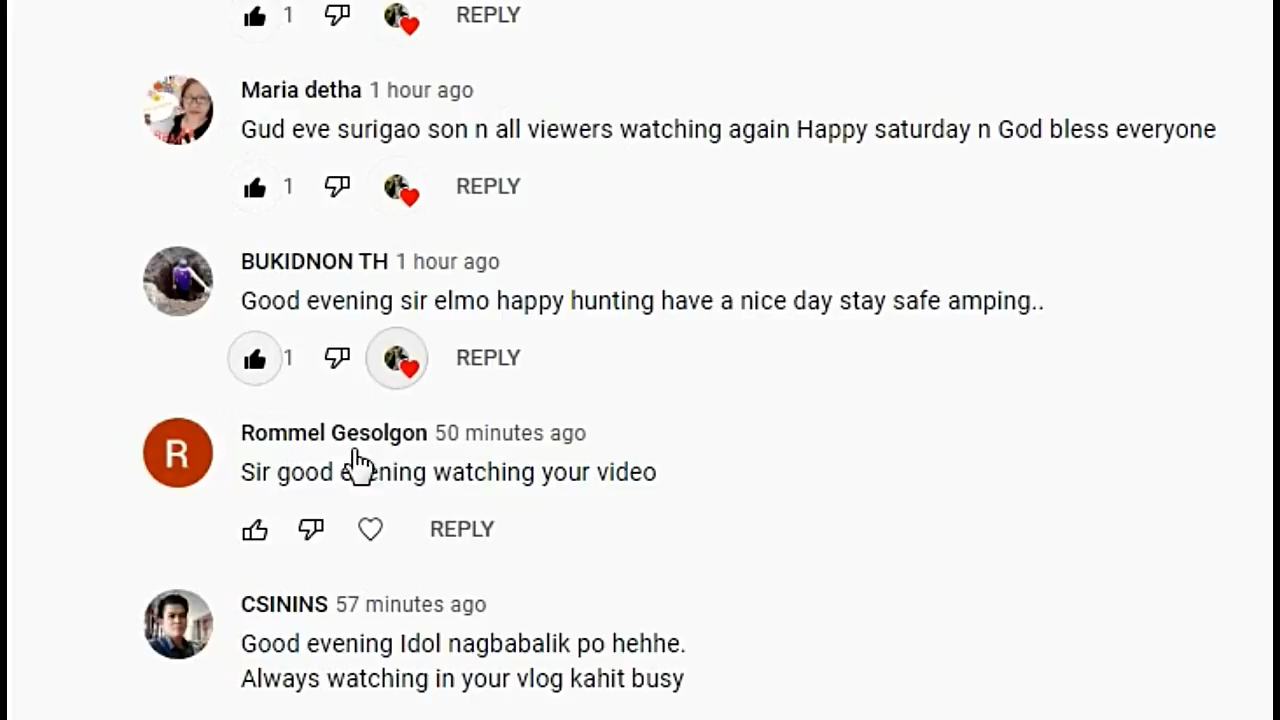 1 REPLY
Maria detha 1 hour ago
Gud eve surigao son n all viewers watching again Happy saturday n God bless everyone
1 REPLY
BUKIDNON TH 1 hour ago
Good evening sir elmo happy hunting have a nice day stay safe amping..
1 REPLY
R
Rommel Gesolgon 50 minutes ago
Sir good evening watching your video
REPLY
CSININS 57 minutes ago
Good evening Idol nagbabalik po hehhe.
Always watching in your vlog kahit busy